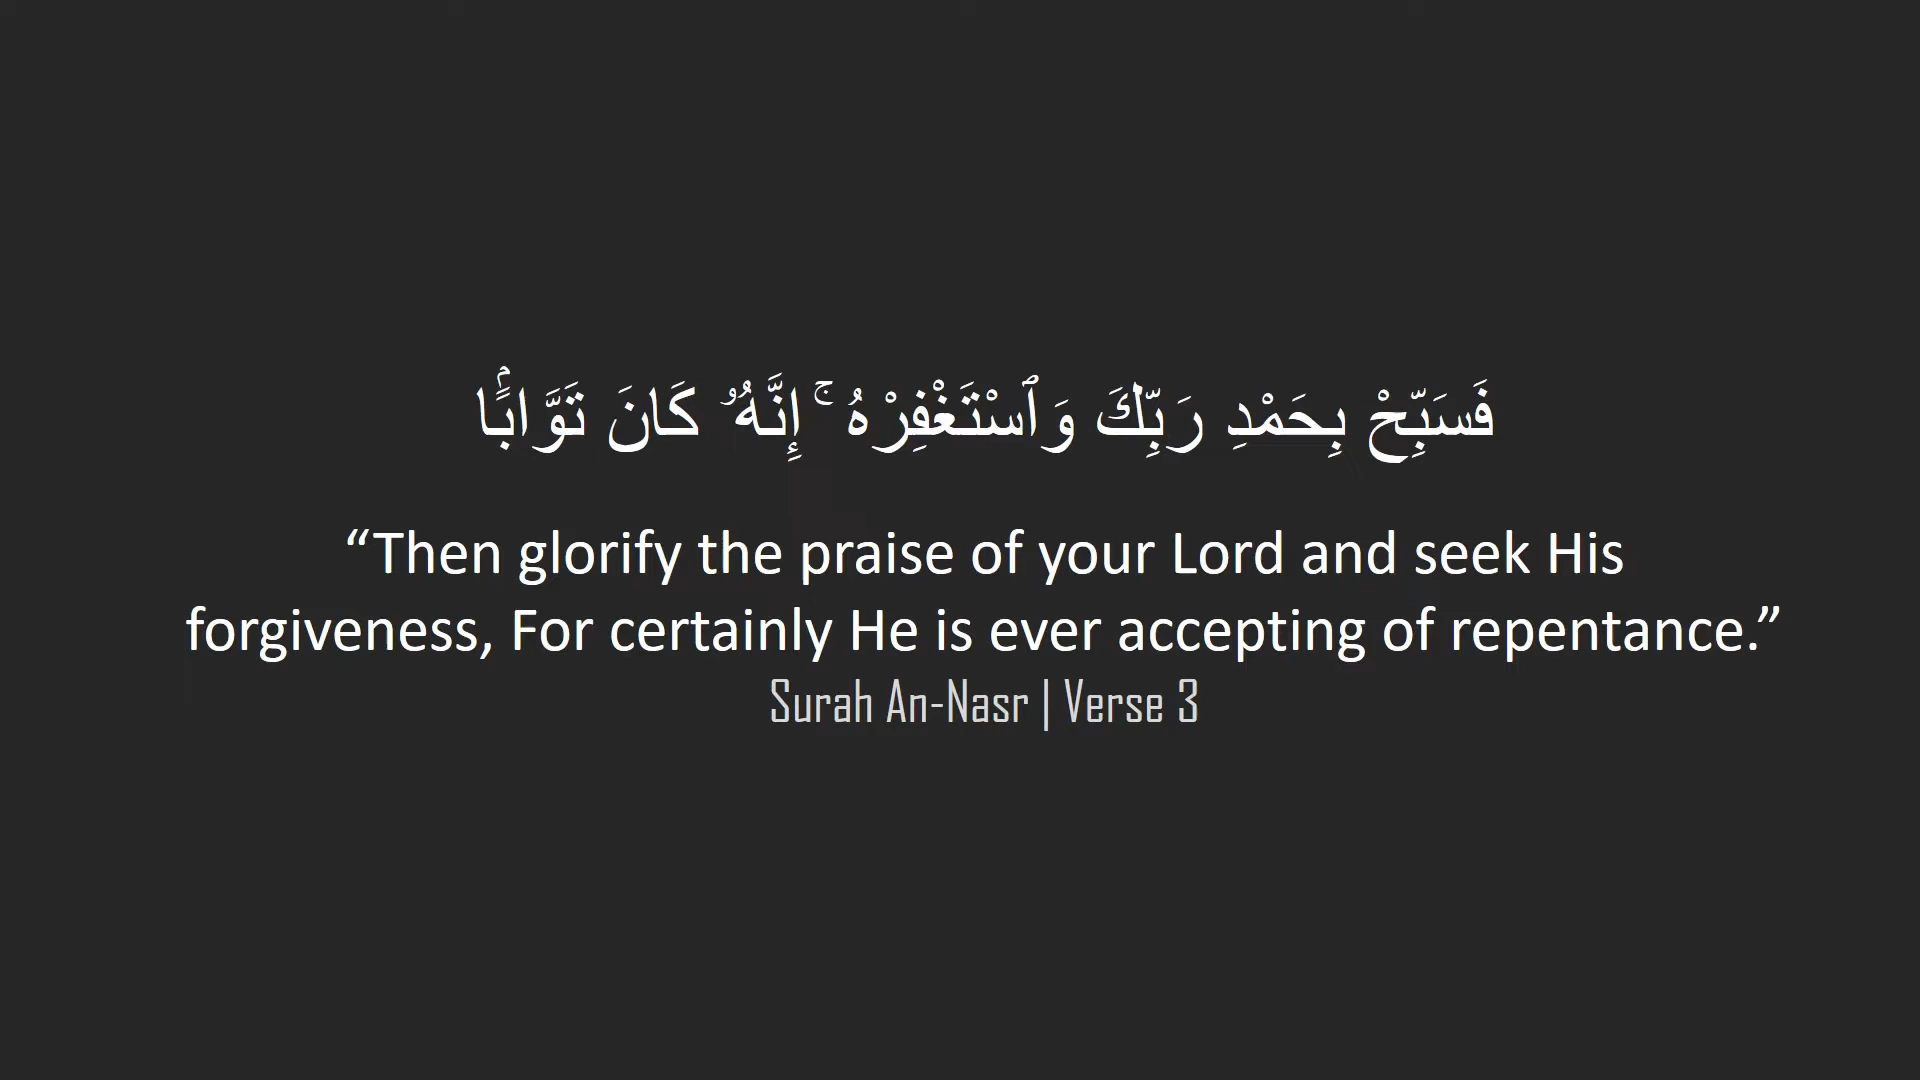 فَسَبِّحْ بِحَمْدِ رَبِّكَ وَٱسْتَغْفِرْهُ ۚ إِنَّهُۥ كَانَ تَوَّابًۢا
“Then glorify the praise of your Lord and seek His
forgiveness, For certainly He is ever accepting of repentance.”
Surah An-Nasr | Verse 3